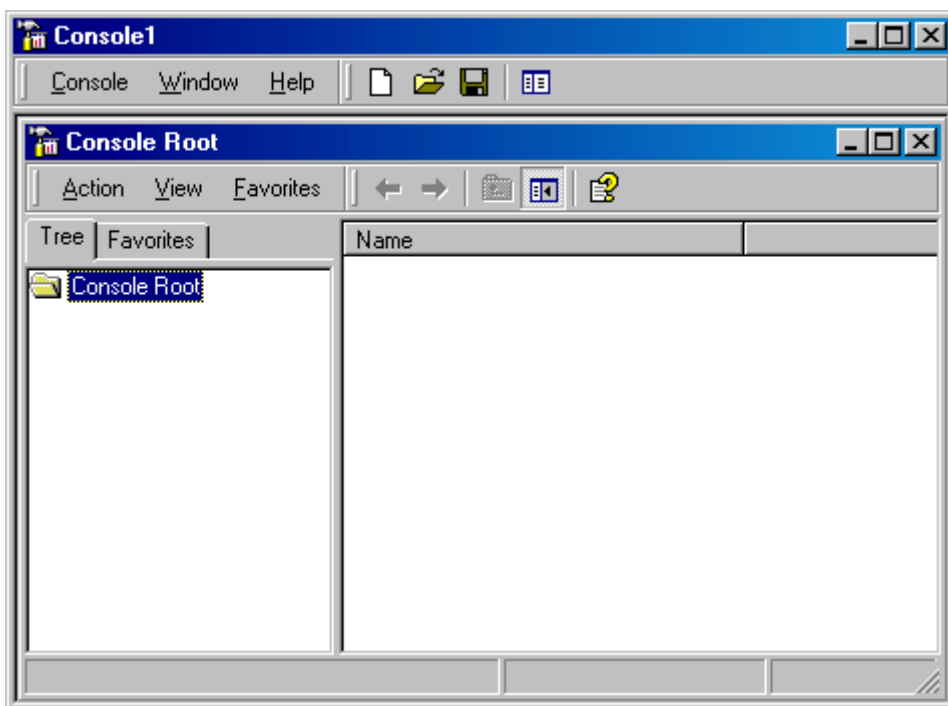 Console1
Console Window Help
Console Root
Action View Favorites
Tree Favorites Name
Console Root